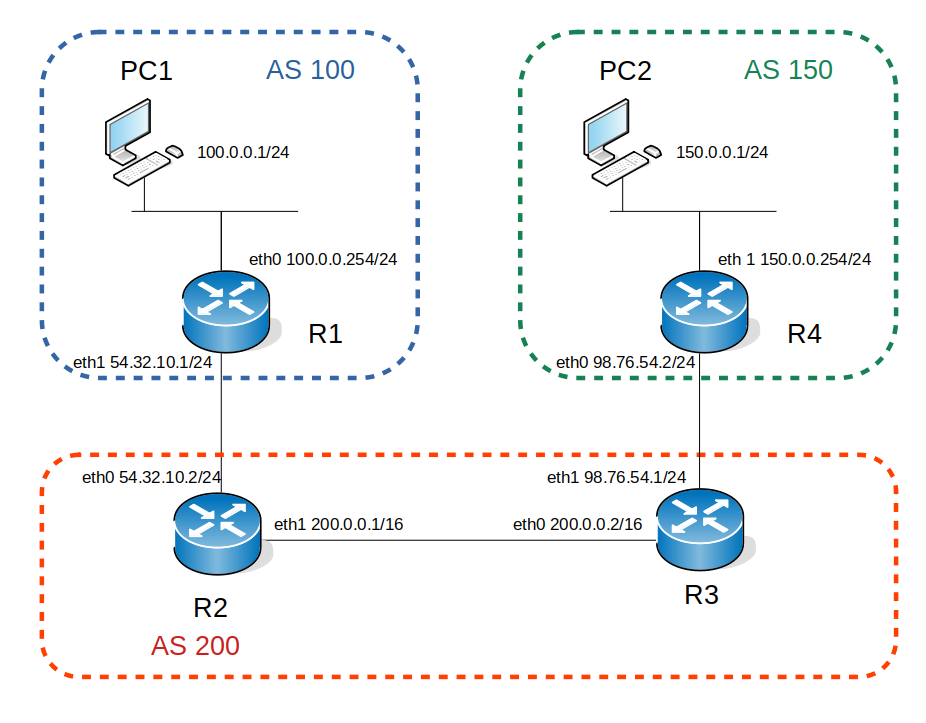 PC1
AS 100
PC2
AS 150
100.0.0.1/24
150.0.0.1/24
eth0 100.0.0.254/24
eth 1 150.0.0.254/24
R1
R4
eth1 54.32.10.1/24
eth0 98.76.54.2/24
eth0 54.32.10.2/24
eth1 98.76.54.1/24
eth1 200.0.0.1/16
eth0 200.0.0.2/16
R2
R3
AS 200